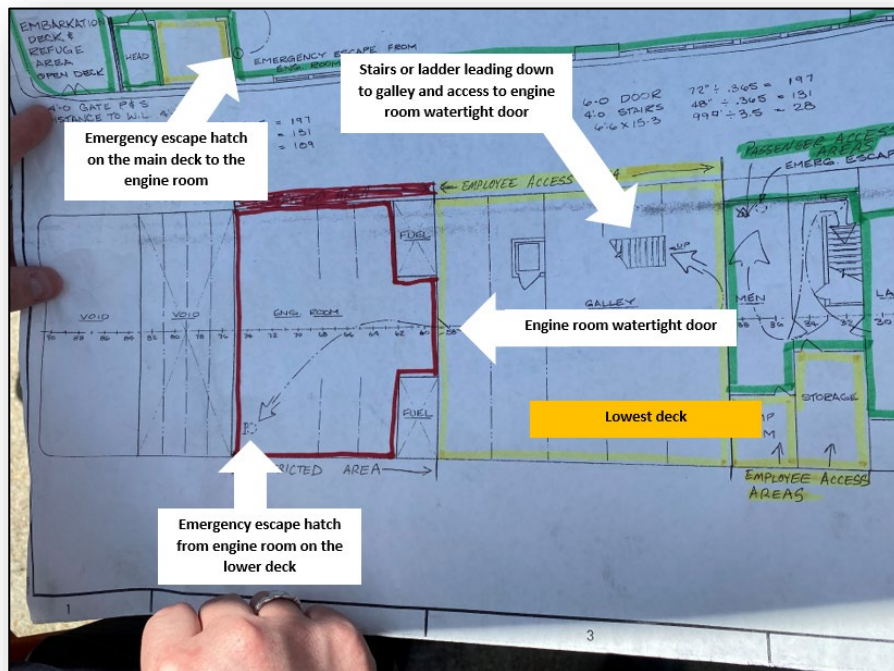 EMBARKATION
DECK &
REFUGE
AREA
OPEN DECK
HEAD
EMERGENCY ESCAPE FROM
ENG. ROOM
4'-0 GATE P&S
= 197
= 131
= 109
Emergency escape hatch
on the main deck to the
engine room
Stairs or ladder leading down
to galley and access to engine
room watertight door
6-0 DOOR 72" ÷ .365 = 197
4'-0 STAIRS 48" ÷ .365 = 131
6-6 X 15-3 99ᶲ' ÷ 3.5 = 28
PASSENGER ACCESS
AREAS
EMERG. ESCAPE
EMPLOYEE ACCESS
FUEL
UP
VOID
VOID
ENG. ROOM
GALLEY
MEN
Engine room watertight door
FUEL
STORAGE
Lowest deck
AREA
EMPLOYEE ACCESS
AREAS
Emergency escape hatch
from engine room on the
lower deck
1
3